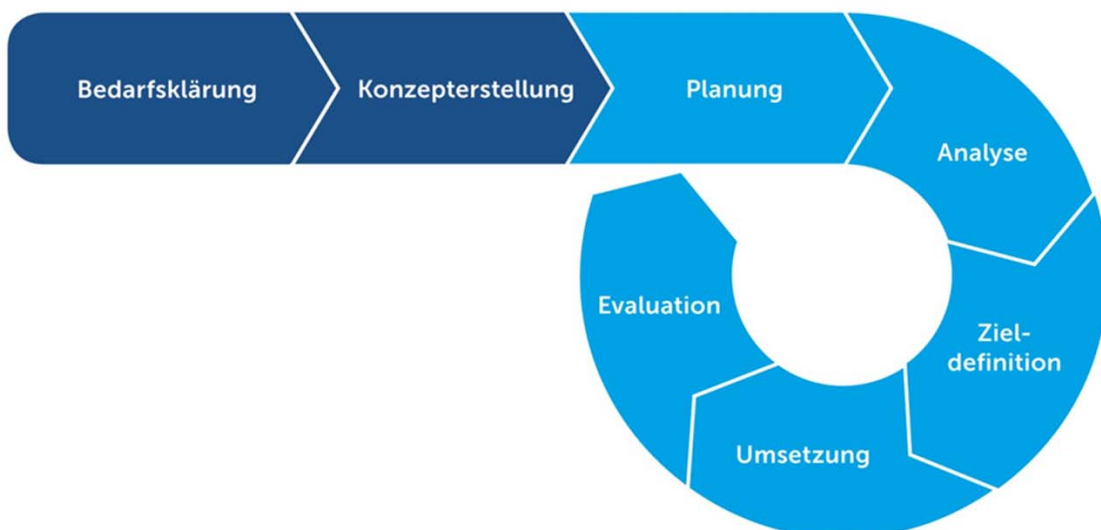 Bedarfsklärung
Konzepterstellung
Planung
Analyse
Ziel-
definition
Umsetzung
Evaluation